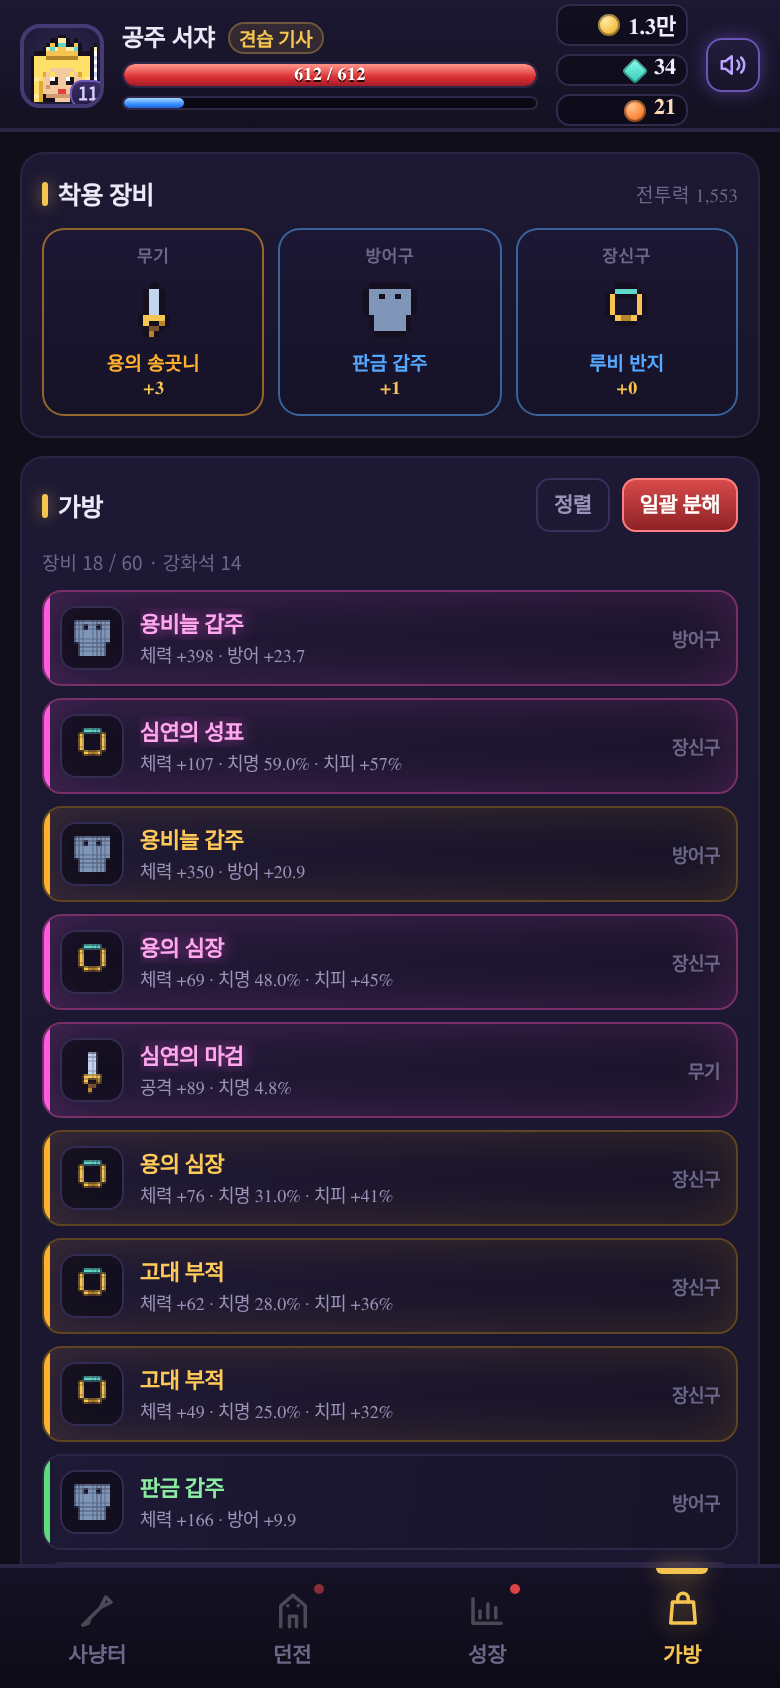 공주 서쟈 견습 기사
612 / 612
11
1.3만
34
21
착용 장비
전투력 1,553
무기
용의 송곳니
+3
방어구
판금 갑주
+1
장신구
루비 반지
+0
가방
정렬
일괄 분해
장비 18 / 60 · 강화석 14
용비늘 갑주
체력 +398 · 방어 +23.7
방어구
심연의 성표
체력 +107 · 치명 59.0% · 치피 +57%
장신구
용비늘 갑주
체력 +350 · 방어 +20.9
방어구
용의 심장
체력 +69 · 치명 48.0% · 치피 +45%
장신구
심연의 마검
공격 +89 · 치명 4.8%
무기
용의 심장
체력 +76 · 치명 31.0% · 치피 +41%
장신구
고대 부적
체력 +62 · 치명 28.0% · 치피 +36%
장신구
고대 부적
체력 +49 · 치명 25.0% · 치피 +32%
장신구
판금 갑주
체력 +166 · 방어 +9.9
방어구
사냥터
던전
성장
가방